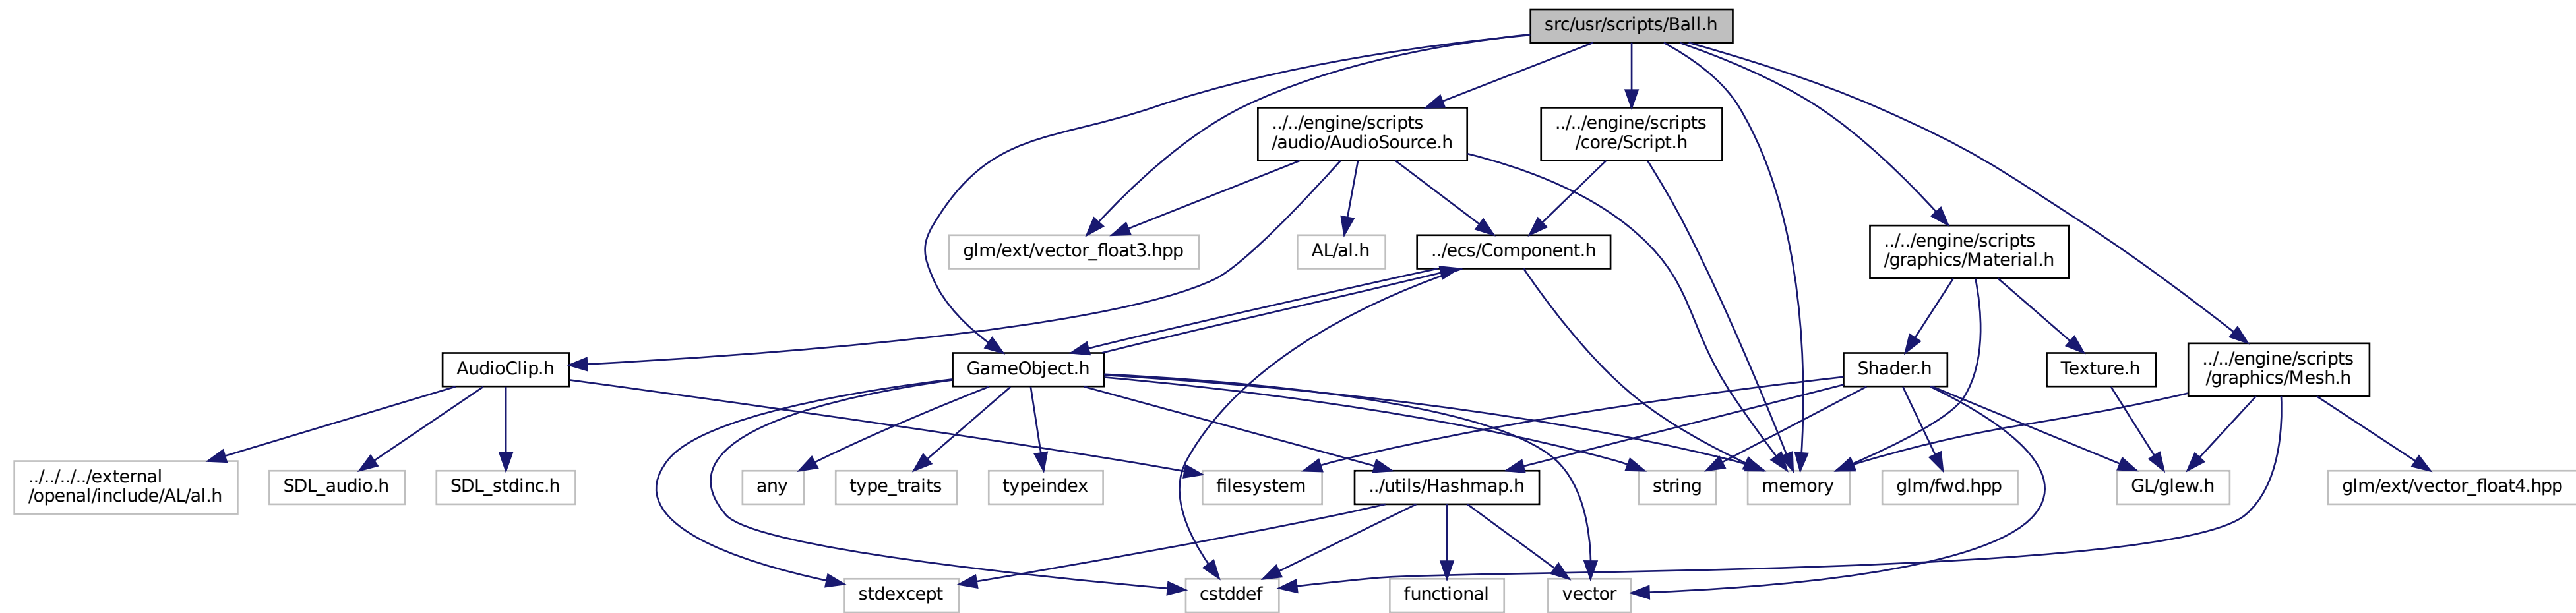 src/usr/scripts/Ball.h
../../engine/scripts
/audio/AudioSource.h
../../engine/scripts
/core/Script.h
glm/ext/vector_float3.hpp
AL/al.h
../ecs/Component.h
../../engine/scripts
/graphics/Material.h
AudioClip.h
GameObject.h
Shader.h
Texture.h
../../engine/scripts
/graphics/Mesh.h
../../../../external
/openal/include/AL/al.h
SDL_audio.h
SDL_stdinc.h
any
type_traits
typeindex
filesystem
../utils/Hashmap.h
string
memory
glm/fwd.hpp
GL/glew.h
glm/ext/vector_float4.hpp
stdexcept
cstddef
functional
vector